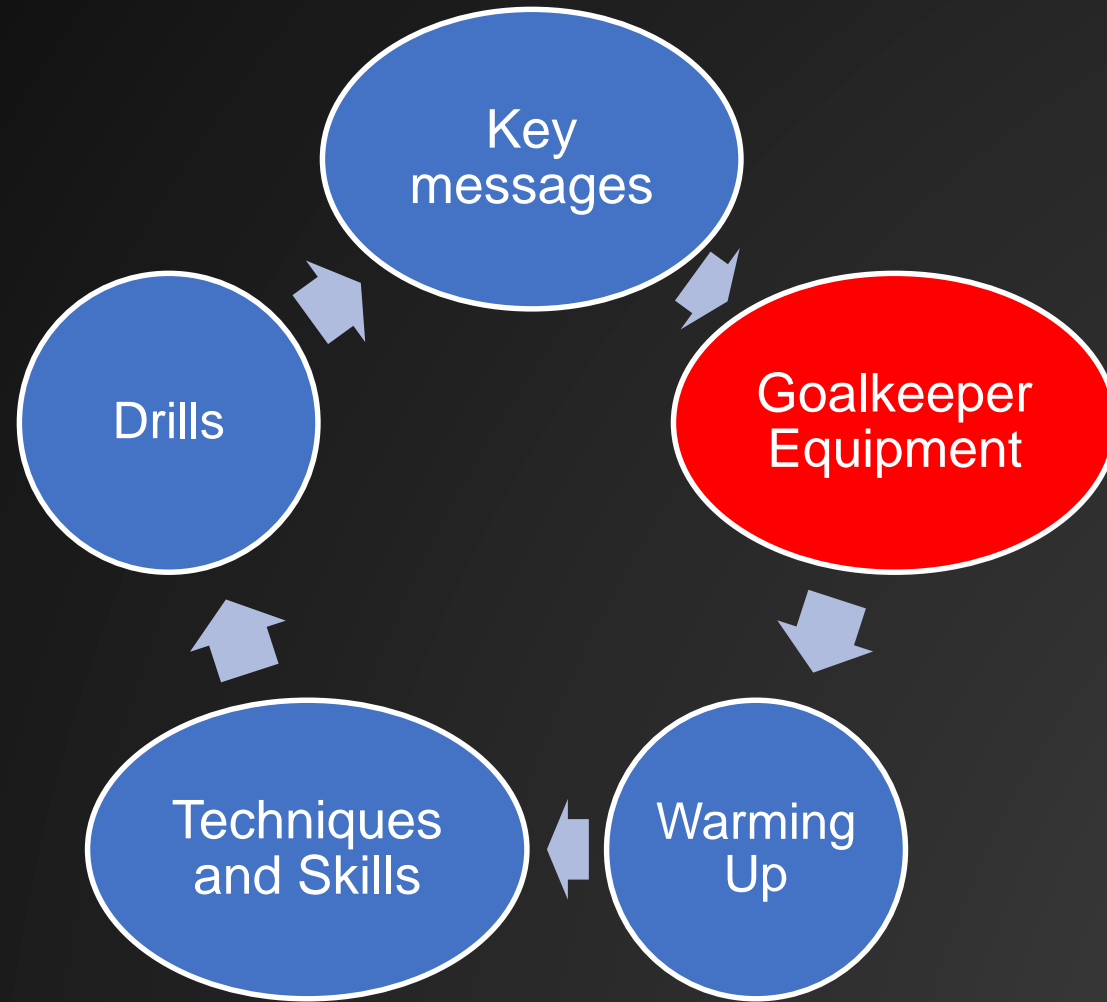 Key
messages
Goalkeeper
Equipment
Warming
Up
Techniques
and Skills
Drills